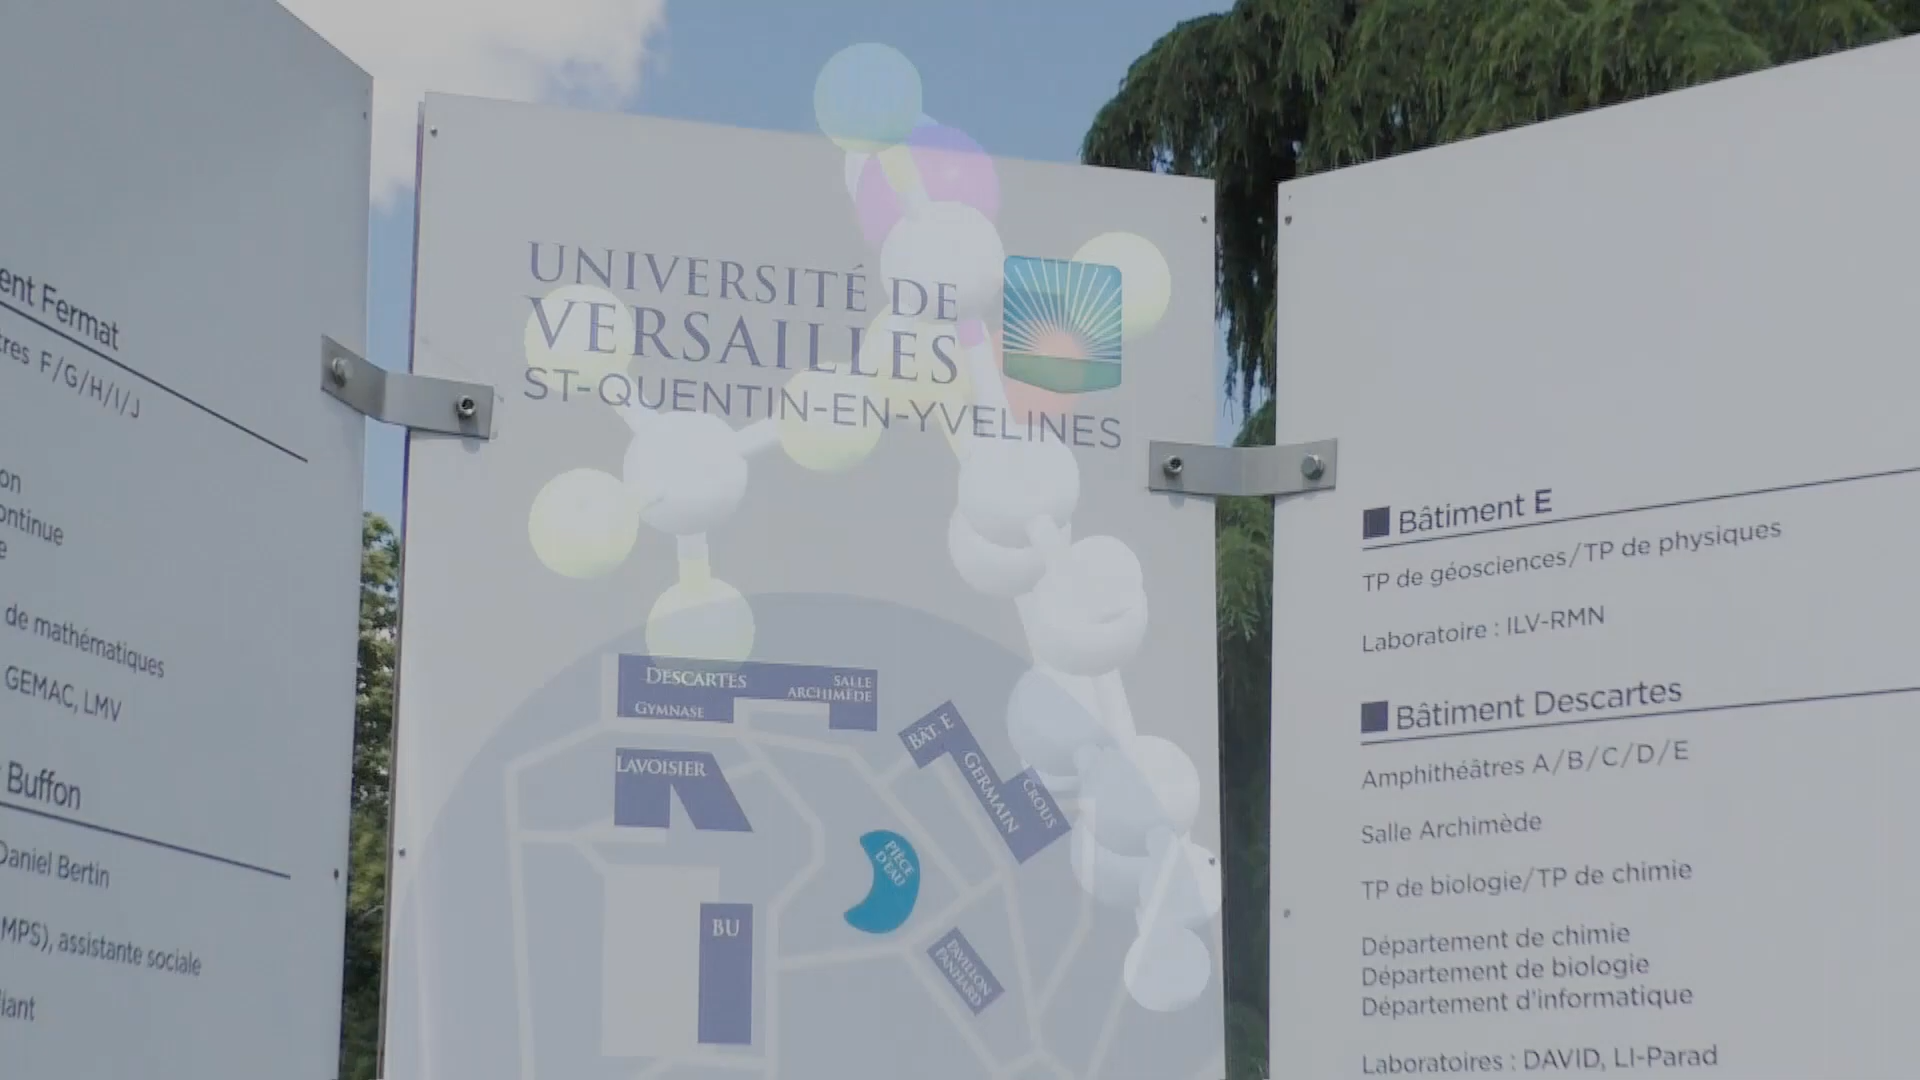 ent Fermat
tres F/G/H/I/J
on
ontinue
e
de mathématiques
GEMAC, LMV
Buffon
Daniel Bertin
MPS), assistante sociale
iant
UNIVERSITÉ DE
VERSAILLES
ST-QUENTIN-EN-YVELINES
DESCARTES
SALLE
ARCHIMÈDE
GYMNASE
LAVOISIER
BÂT. E
GERMAIN
CROUS
PIÈCE
D'EAU
BU
PAVILLON
PANHARD
Bâtiment E
TP de géosciences/TP de physiques
Laboratoire : ILV-RMN
Bâtiment Descartes
Amphithéâtres A/B/C/D/E
Salle Archimède
TP de biologie/TP de chimie
Département de chimie
Département de biologie
Département d'informatique
Laboratoires : DAVID, LI-Parad